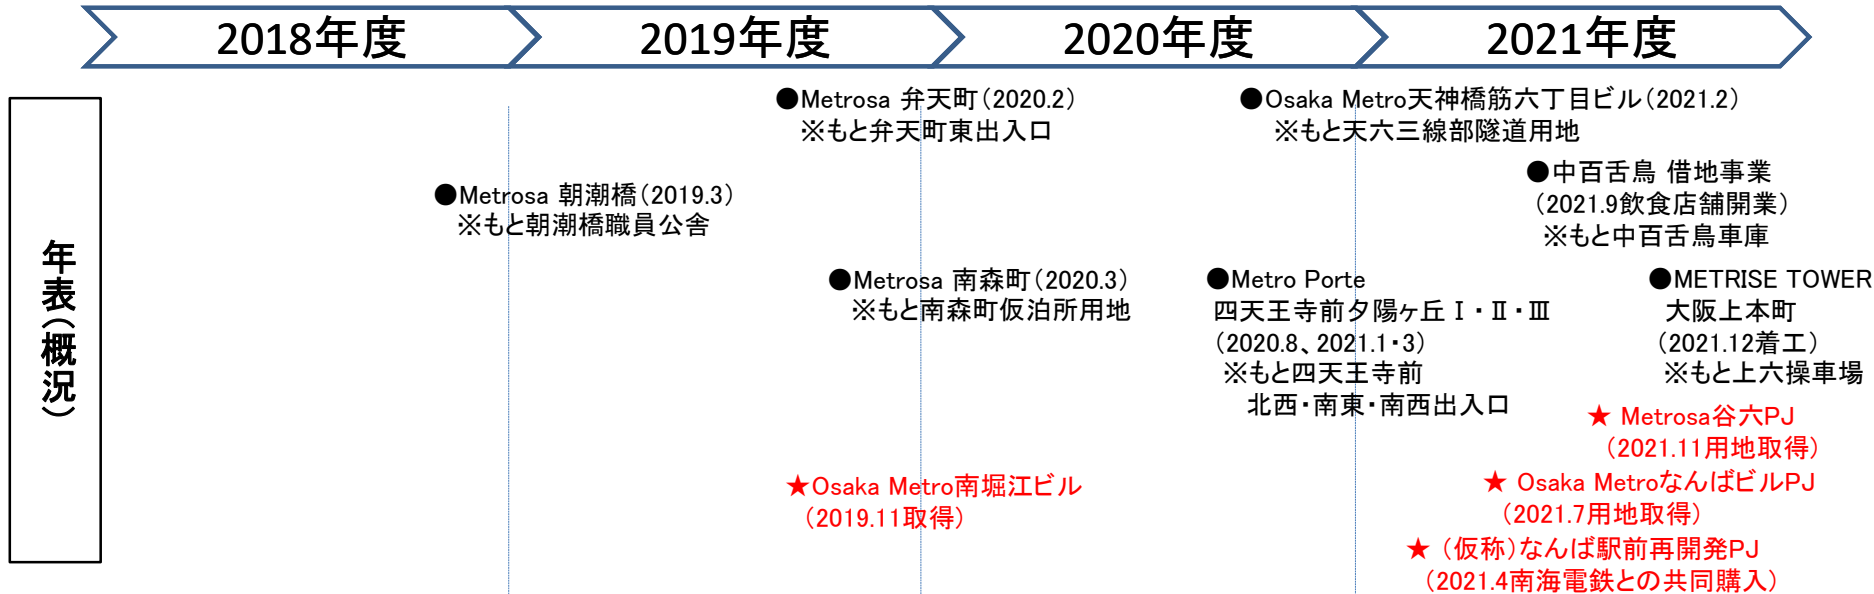 2018年度
2019年度
2020年度
2021年度
年表(概況)
●Metrosa 弁天町(2020.2)
※もと弁天町東出入口
●Osaka Metro天神橋筋六丁目ビル(2021.2)
※もと天六三線部隧道用地
●Metrosa 朝潮橋(2019.3)
※もと朝潮橋職員公舎
●中百舌鳥 借地事業
(2021.9飲食店舗開業)
※もと中百舌鳥車庫
●Metrosa 南森町(2020.3)
※もと南森町仮泊所用地
●Metro Porte
四天王寺前夕陽ヶ丘 Ⅰ・Ⅱ・Ⅲ
(2020.8、2021.1・3)
※もと四天王寺前
北西・南東・南西出入口
●METRISE TOWER
大阪上本町
(2021.12着工)
※もと上六操車場
★ Metrosa谷六PJ
(2021.11用地取得)
★Osaka Metro南堀江ビル
(2019.11取得)
★ Osaka MetroなんばビルPJ
(2021.7用地取得)
★ (仮称)なんば駅前再開発PJ
(2021.4南海電鉄との共同購入)